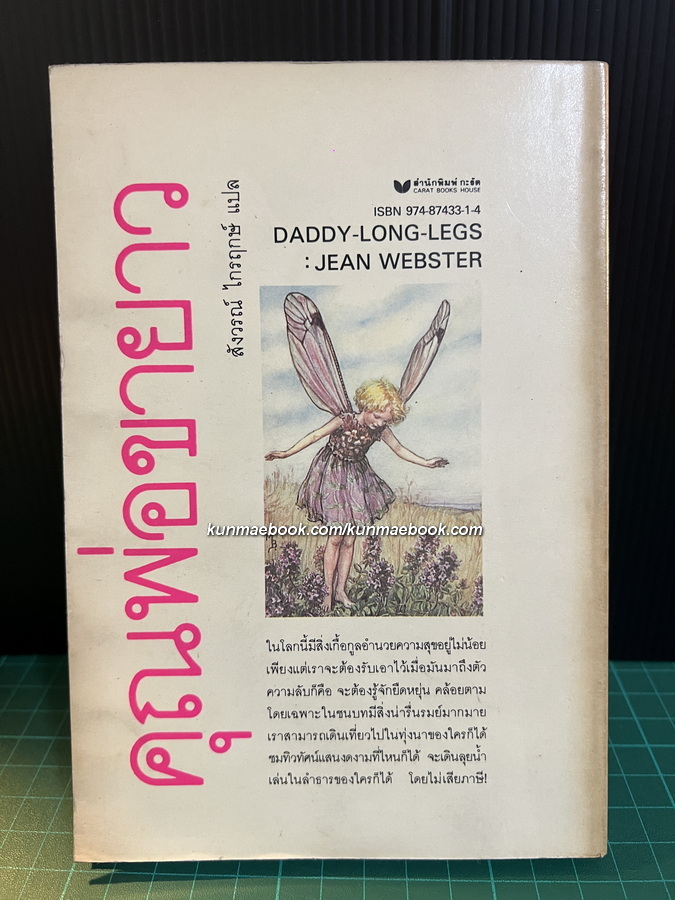 คุณพ่อขายาว
สังวรณ์ ไกรฤกษ์ แปล
สำนักพิมพ์ กะรัต
CARAT BOOKS HOUSE
ISBN 974-87433-1-4
DADDY-LONG-LEGS
: JEAN WEBSTER
kunmaebook.com/kunmaebook.com
ในโลกนี้มีสิ่งเกื้อกูลอำนวยความสุขอยู่ไม่น้อย
เพียงแต่เราจะต้องรับเอาไว้เมื่อมันมาถึงตัว
ความลับก็คือ จะต้องรู้จักยืดหยุ่น คล้อยตาม
โดยเฉพาะในชนบทมีสิ่งน่ารื่นรมย์มากมาย
เราสามารถเดินเที่ยวไปในทุ่งนาของใครก็ได้
ชมทิวทัศน์แสนงดงามที่ไหนก็ได้ จะเดินลุยน้ำ
เล่นในลำธารของใครก็ได้ โดยไม่เสียภาษี!